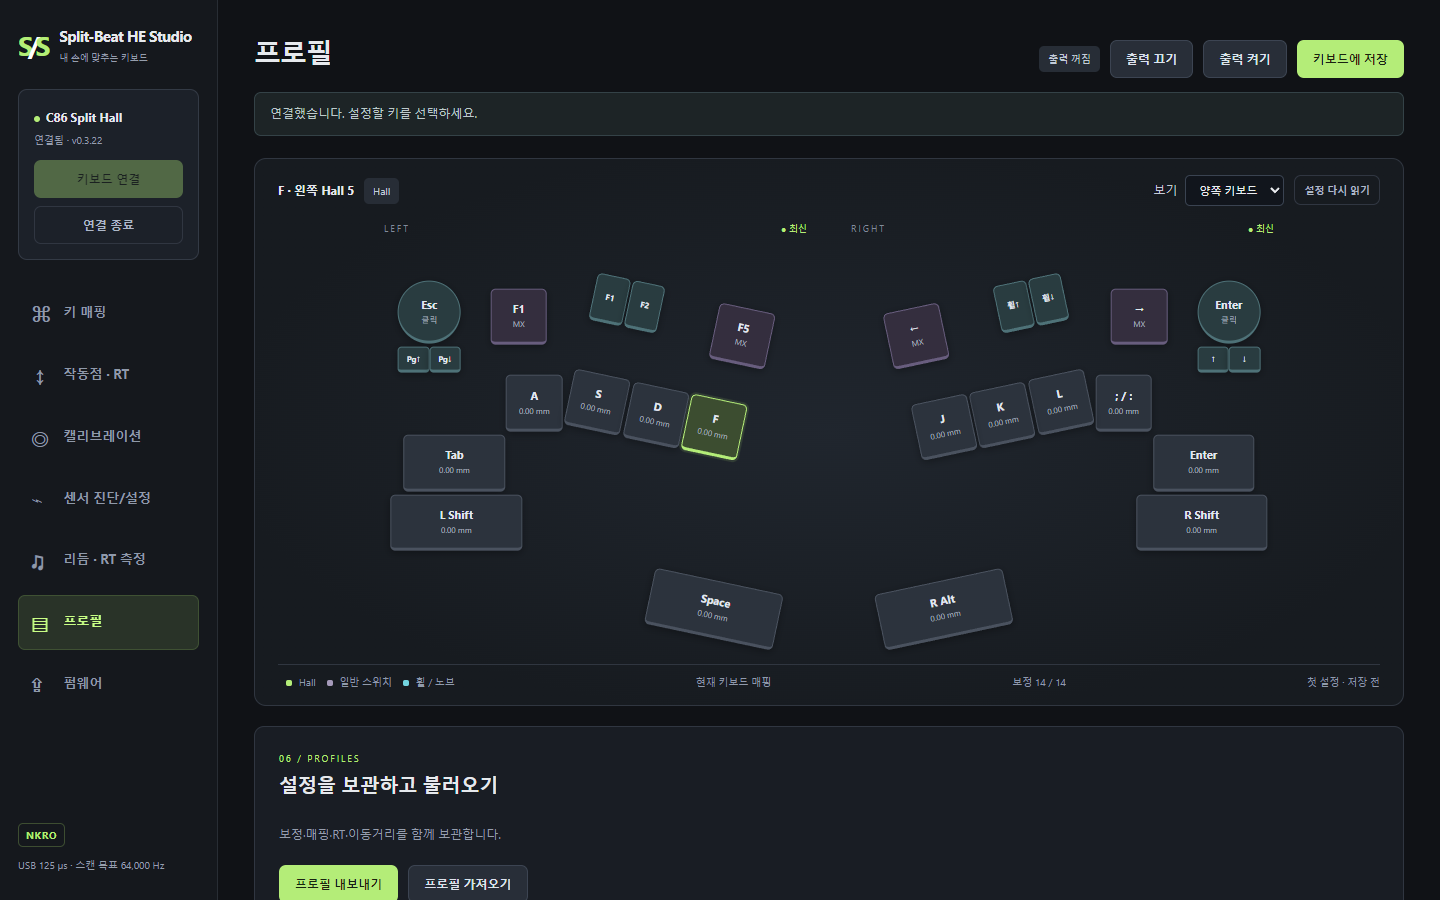 S/S
Split-Beat HE Studio
내 손에 맞추는 키보드
C86 Split Hall
연결됨 · v0.3.22
키보드 연결
연결 종료
키 매핑
작동점 · RT
캘리브레이션
센서 진단/설정
리듬 · RT 측정
프로필
펌웨어
NKRO
USB 125 µs · 스캔 목표 64,000 Hz
프로필
출력 꺼짐
출력 끄기
출력 켜기
키보드에 저장
연결했습니다. 설정할 키를 선택하세요.
F · 왼쪽 Hall 5 Hall
보기 양쪽 키보드 설정 다시 읽기
LEFT
최신
RIGHT
최신
Esc
클릭
Pg↑ Pg↓
F1
MX
F1 F2
F5
MX
←
MX
휠↑ 휠↓
→
MX
Enter
클릭
↑ ↓
A
0.00 mm
S
0.00 mm
D
0.00 mm
F
0.00 mm
J
0.00 mm
K
0.00 mm
L
0.00 mm
;/:
0.00 mm
Tab
0.00 mm
Enter
0.00 mm
L Shift
0.00 mm
R Shift
0.00 mm
Space
0.00 mm
R Alt
0.00 mm
Hall 일반 스위치 휠 / 노브
현재 키보드 매핑
보정 14 / 14
첫 설정 · 저장 전
06 / PROFILES
설정을 보관하고 불러오기
보정·매핑·RT·이동거리를 함께 보관합니다.
프로필 내보내기
프로필 가져오기